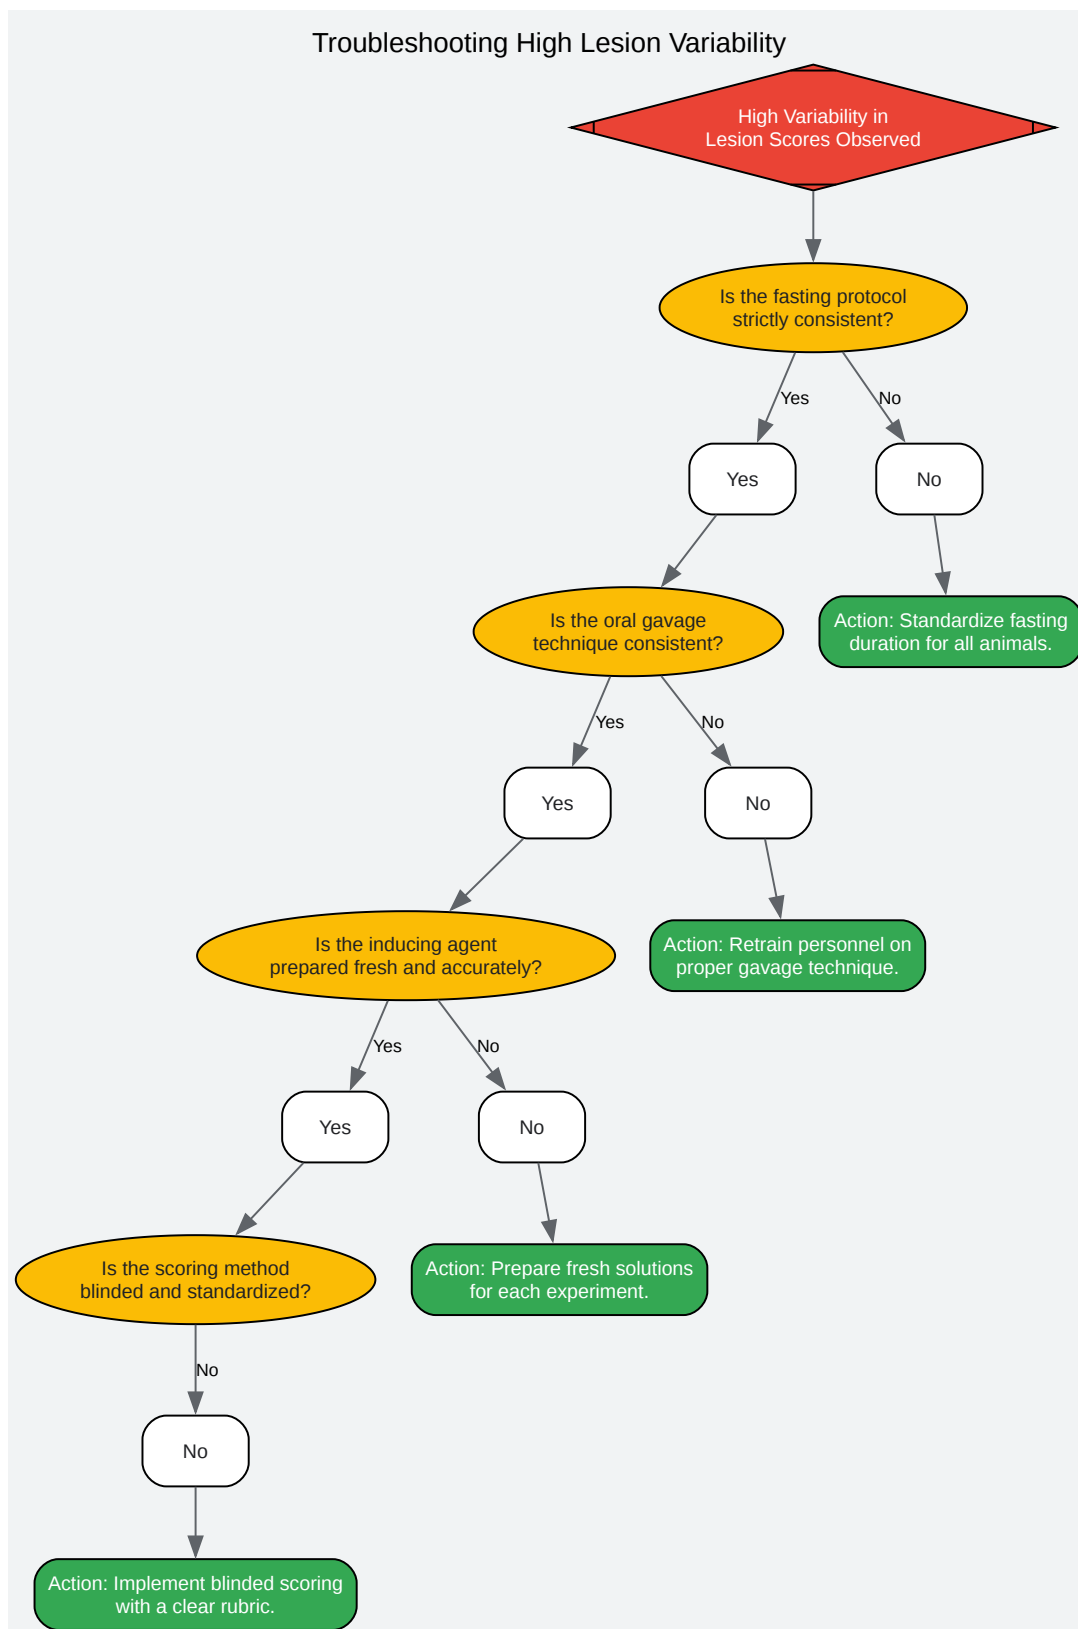 Troubleshooting High Lesion Variability
High Variability in
Lesion Scores Observed
Is the fasting protocol
strictly consistent?
Yes
No
Yes
No
Is the oral gavage
technique consistent?
Action: Standardize fasting
duration for all animals.
Yes
No
Yes
No
Is the inducing agent
prepared fresh and accurately?
Action: Retrain personnel on
proper gavage technique.
Yes
No
Yes
No
Is the scoring method
blinded and standardized?
Action: Prepare fresh solutions
for each experiment.
No
No
Action: Implement blinded scoring
with a clear rubric.